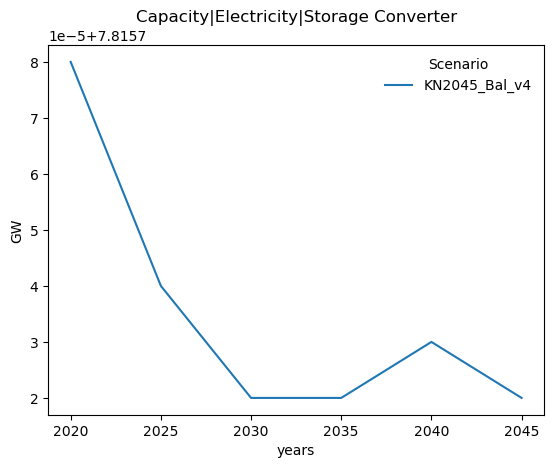 Capacity|Electricity|Storage Converter
1e−5+7.8157
Scenario
KN2045_Bal_v4
8
7
6
5
4
3
2
GW
2020 2025 2030 2035 2040 2045
years